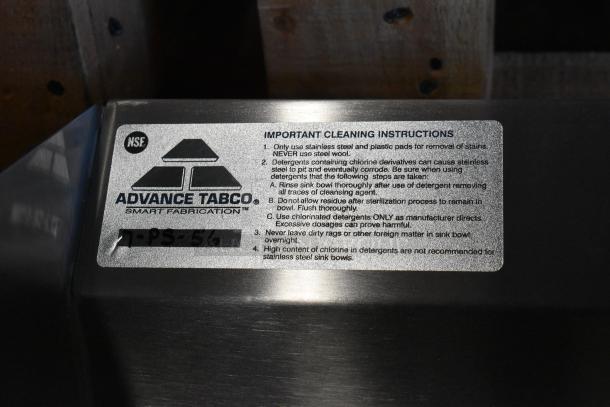 NSF
ADVANCE TABCO®
SMART FABRICATION™
7-PS-56
IMPORTANT CLEANING INSTRUCTIONS
1. Only use stainless steel and plastic pads for removal of stains.
NEVER use steel wool.
2. Detergents containing chlorine derivatives can cause stainless
steel to pit and eventually corrode. Be sure when using
detergents that the following steps are taken:
A. Rinse sink bowl thoroughly after use of detergent removing
all traces of cleansing agent.
B. Do not allow residue after sterilization process to remain in
bowl. Flush thoroughly.
C. Use chlorinated detergents ONLY as manufacturer directs.
Excessive dosages can prove harmful.
3. Never leave dirty rags or other foreign matter in sink bowl
overnight.
4. High content of chlorine in detergents are not recommended for
stainless steel sink bowls.